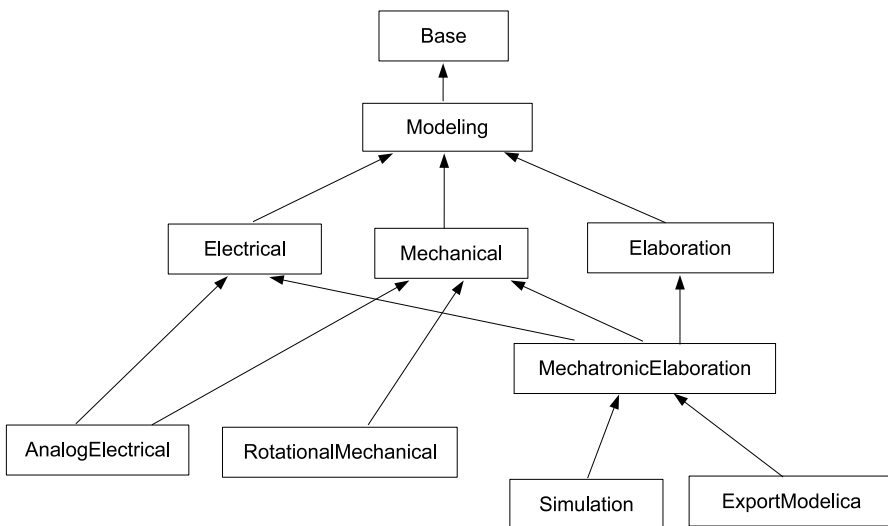 Base
Modeling
Electrical
Mechanical
Elaboration
MechatronicElaboration
AnalogElectrical
RotationalMechanical
Simulation
ExportModelica